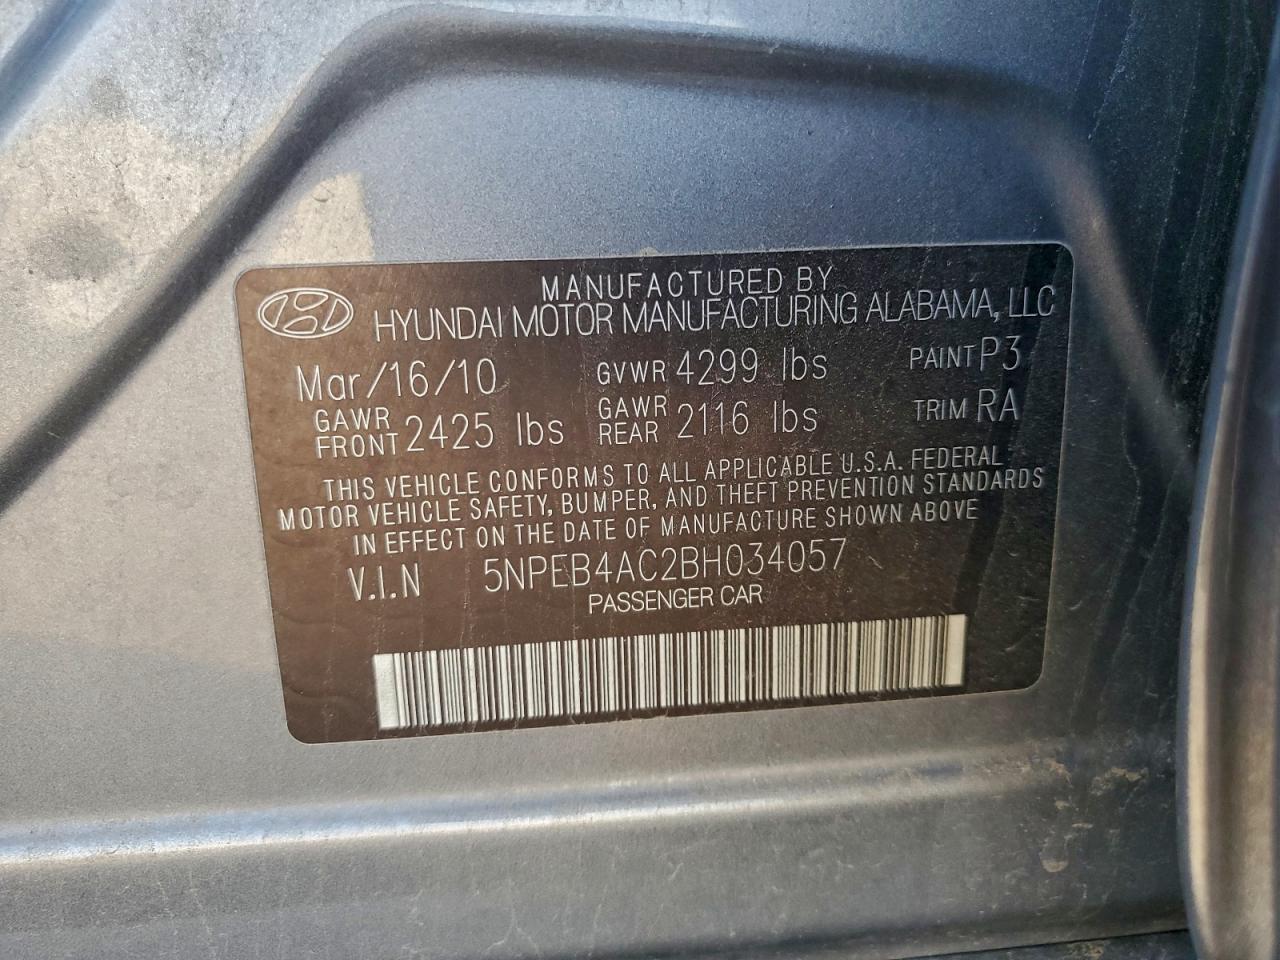 MANUFACTURED BY
HYUNDAI MOTOR MANUFACTURING ALABAMA, LLC
Mar/16/10 GVWR 4299 lbs PAINT P3
GAWR FRONT 2425 lbs GAWR REAR 2116 lbs TRIM RA
THIS VEHICLE CONFORMS TO ALL APPLICABLE U.S.A. FEDERAL
MOTOR VEHICLE SAFETY, BUMPER, AND THEFT PREVENTION STANDARDS
IN EFFECT ON THE DATE OF MANUFACTURE SHOWN ABOVE
V.I.N 5NPEB4AC2BH034057
PASSENGER CAR